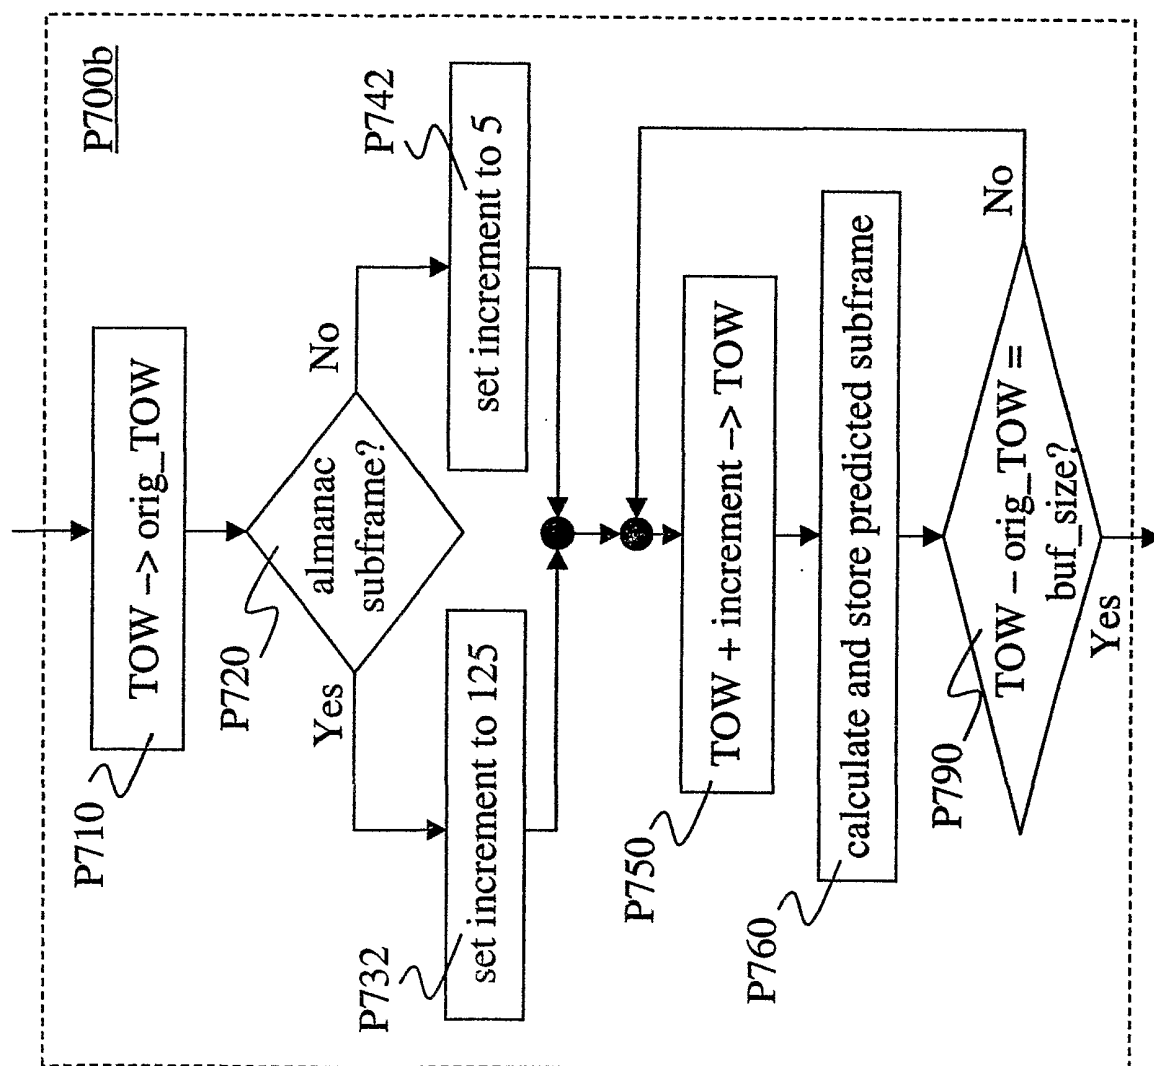 P700b
P710
TOW –> orig_TOW
P720
almanac
subframe?
Yes
No
P732
set increment to 125
P742
set increment to 5
P750
TOW + increment –> TOW
P760
calculate and store predicted subframe
P790
TOW – orig_TOW =
buf_size?
No
Yes